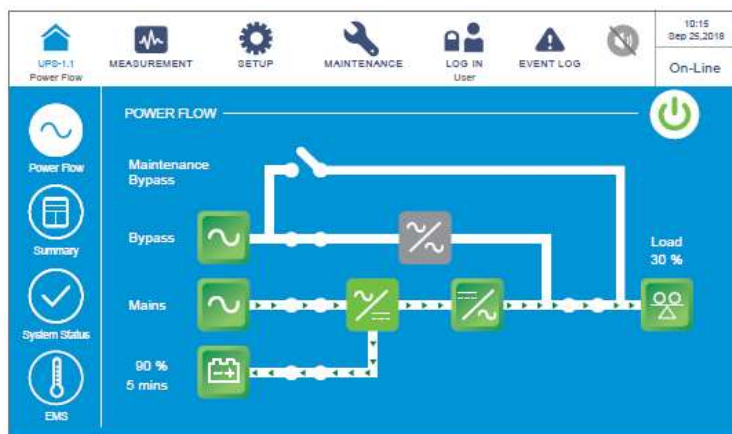 UPS-1.1
Power Flow
MEASUREMENT
SETUP
MAINTENANCE
LOG IN
User
EVENT LOG
10:15
Sep 25,2018
On-Line
Power Flow
Summary
System Status
EMS
POWER FLOW
Maintenance
Bypass
Bypass
Mains
90 %
5 mins
Load
30 %